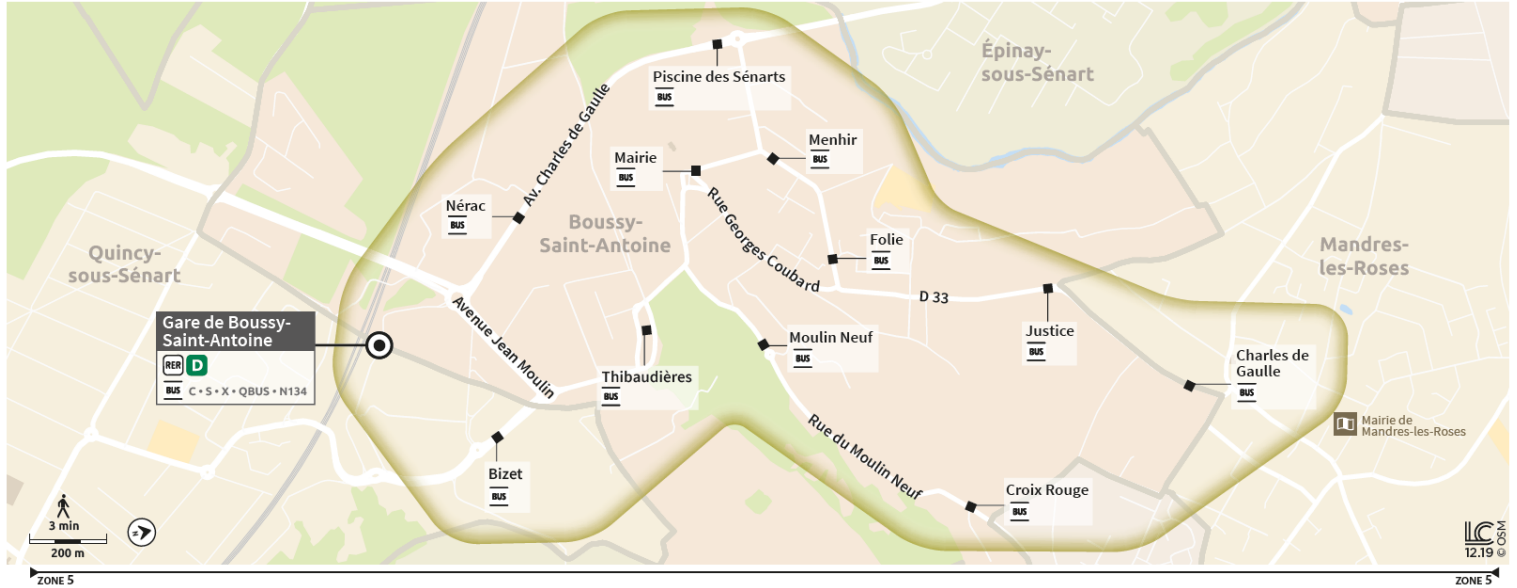 Épinay-
sous-Sénart
Piscine des Sénarts
BUS
Av. Charles de Gaulle
Menhir
BUS
Mairie
BUS
Nérac
BUS
Rue Georges Coubard
Boussy-
Saint-Antoine
Quincy-
sous-Sénart
Folie
BUS
Mandres-
les-Roses
D 33
Avenue Jean Moulin
Gare de Boussy-
Saint-Antoine
RER D
BUS C • S • X • QBUS • N134
Moulin Neuf
BUS
Justice
BUS
Charles de
Gaulle
BUS
Thibaudières
BUS
Rue du Moulin Neuf
Mairie de
Mandres-les-Roses
Bizet
BUS
Croix Rouge
BUS
3 min
200 m
N
LC
12.19 © OSM
ZONE 5
ZONE 5